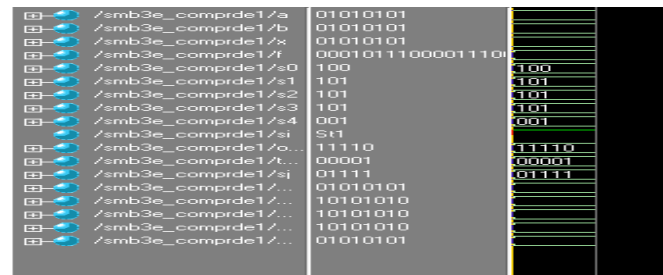 /smb3e_comprde1/a 01010101
/smb3e_comprde1/b 01010101
/smb3e_comprde1/x 01010101
/smb3e_comprde1/f
/smb3e_comprde1/s0 100 100
/smb3e_comprde1/s1 101 101
/smb3e_comprde1/s2 101 101
/smb3e_comprde1/s3 101 101
/smb3e_comprde1/s4 001 001
/smb3e_comprde1/si St1
/smb3e_comprde1/o... 11110 11110
/smb3e_comprde1/t... 00001 00001
/smb3e_comprde1/sj 01111 01111
/smb3e_comprde1/... 01010101
/smb3e_comprde1/... 10101010
/smb3e_comprde1/... 10101010
/smb3e_comprde1/... 10101010
/smb3e_comprde1/... 01010101